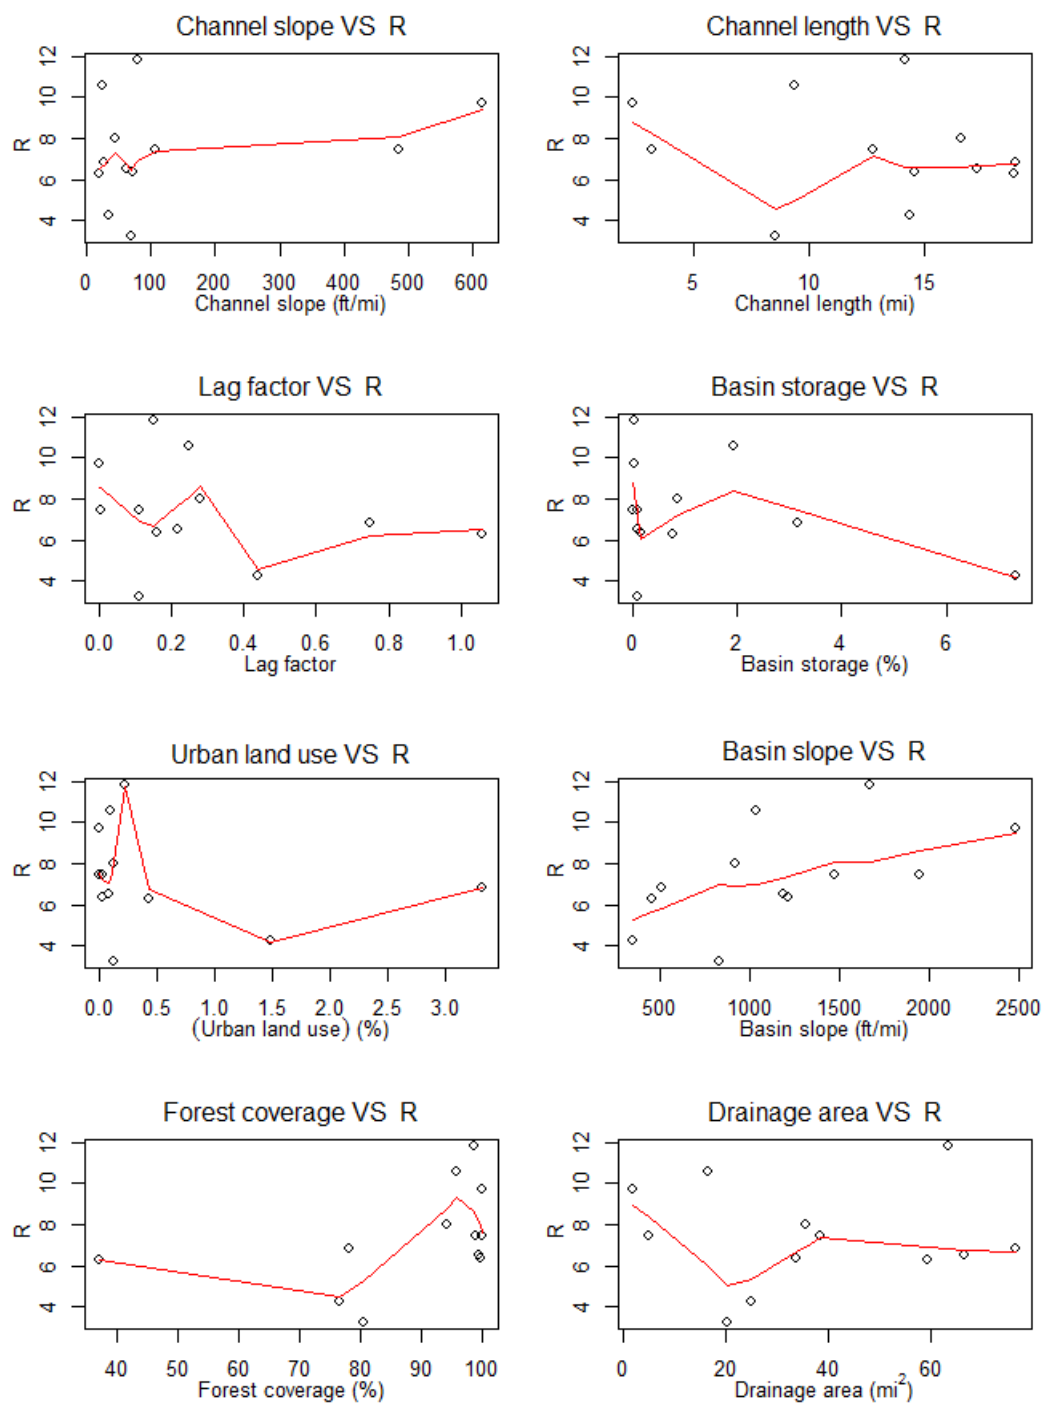 Channel slope VS R
12
10
8
6
4
R
0 100 200 300 400 500 600
Channel slope (ft/mi)
Channel length VS R
12
10
8
6
4
R
5 10 15
Channel length (mi)
Lag factor VS R
12
10
8
6
4
R
0.0 0.2 0.4 0.6 0.8 1.0
Lag factor
Basin storage VS R
12
10
8
6
4
R
0 2 4 6
Basin storage (%)
Urban land use VS R
12
10
8
6
4
R
0.0 0.5 1.0 1.5 2.0 2.5 3.0
(Urban land use) (%)
Basin slope VS R
12
10
8
6
4
R
500 1000 1500 2000 2500
Basin slope (ft/mi)
Forest coverage VS R
12
10
8
6
4
R
40 50 60 70 80 90 100
Forest coverage (%)
Drainage area VS R
12
10
8
6
4
R
0 20 40 60
Drainage area (mi²)